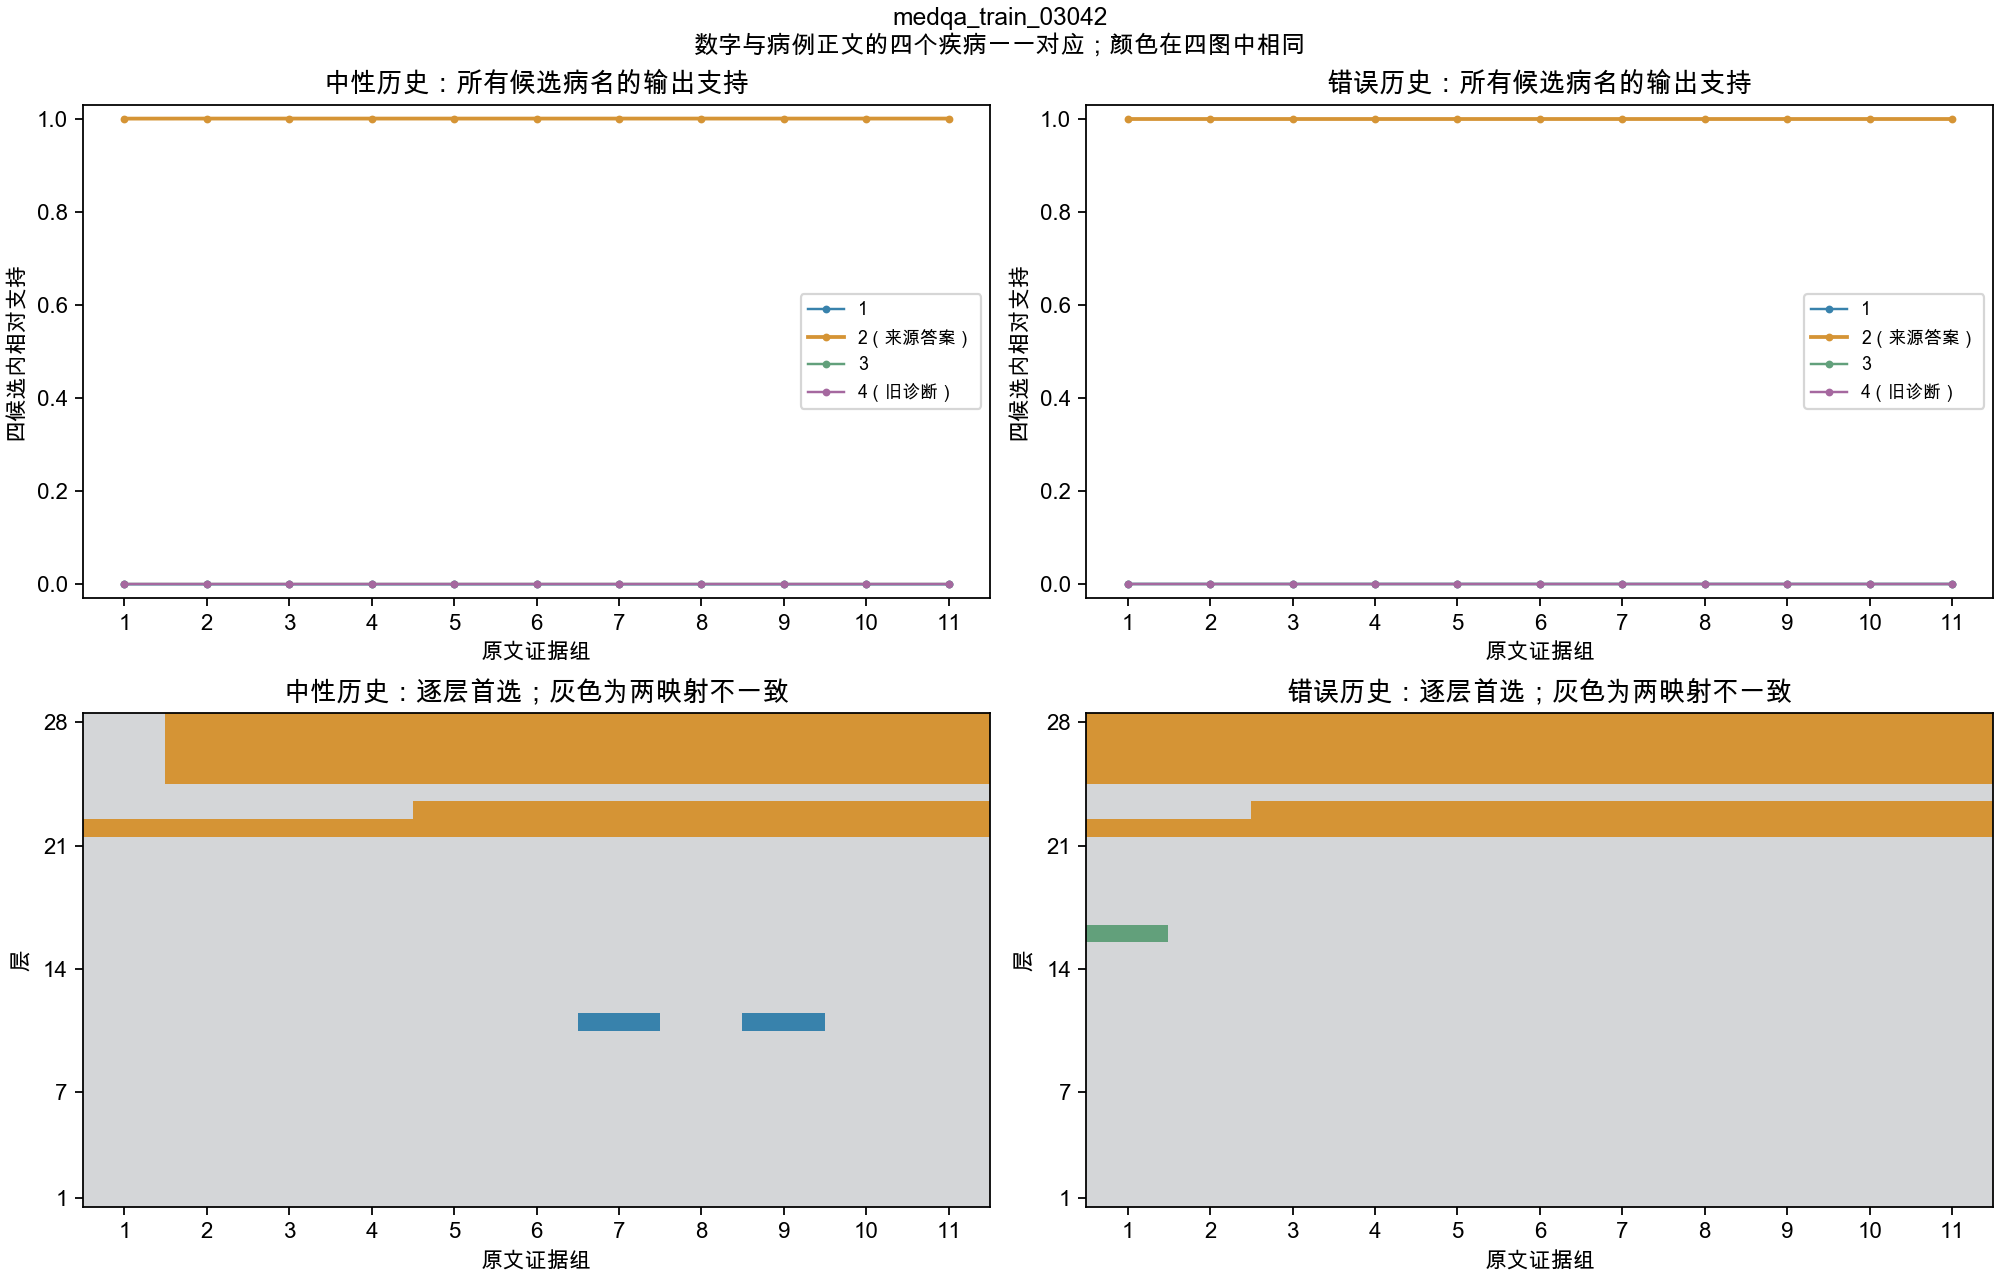 medqa_train_03042
数字与病例正文的四个疾病一一对应；颜色在四图中相同
中性历史：所有候选病名的输出支持
四候选内相对支持
1.0
0.8
0.6
0.4
0.2
0.0
1
2（来源答案）
3
4（旧诊断）
1 2 3 4 5 6 7 8 9 10 11
原文证据组
错误历史：所有候选病名的输出支持
四候选内相对支持
1.0
0.8
0.6
0.4
0.2
0.0
1
2（来源答案）
3
4（旧诊断）
1 2 3 4 5 6 7 8 9 10 11
原文证据组
中性历史：逐层首选；灰色为两映射不一致
层
28
21
14
7
1
1 2 3 4 5 6 7 8 9 10 11
原文证据组
错误历史：逐层首选；灰色为两映射不一致
层
28
21
14
7
1
1 2 3 4 5 6 7 8 9 10 11
原文证据组